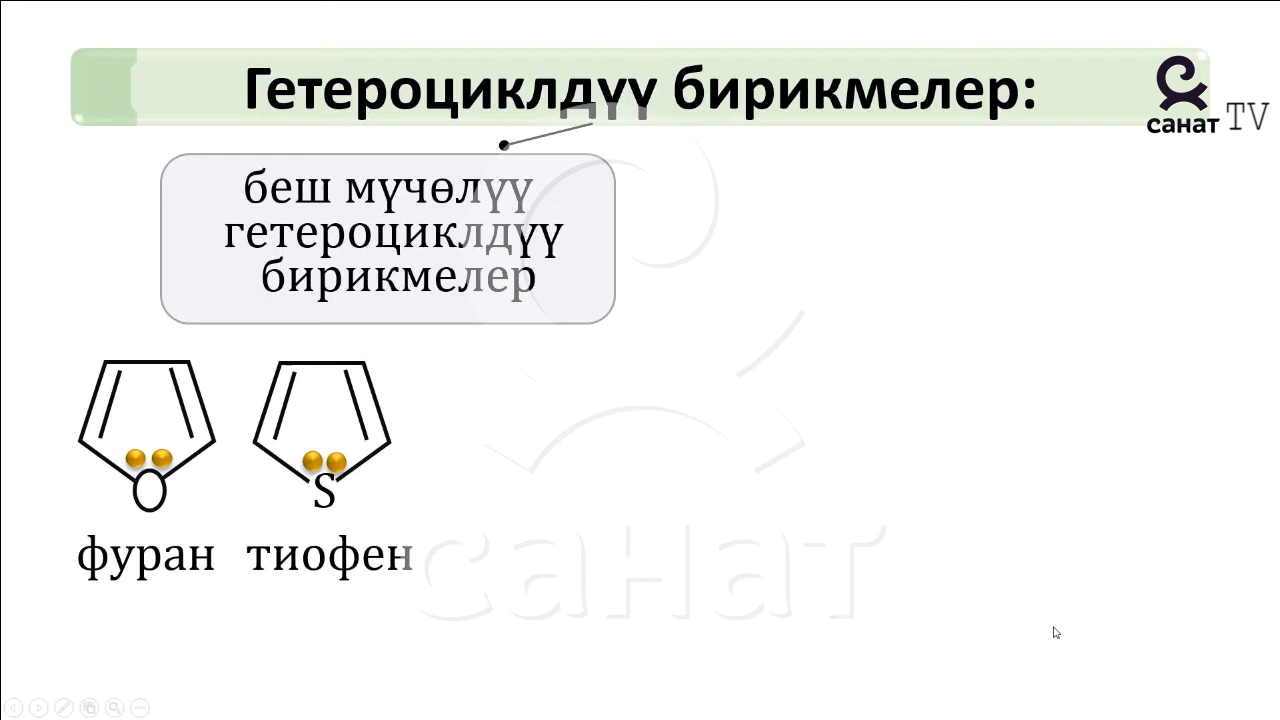 Гетероциклдүү бирикмелер:
санат TV
беш мүчөлүү
гетероциклдүү
бирикмелер
O
S
фуран тиофен
санат